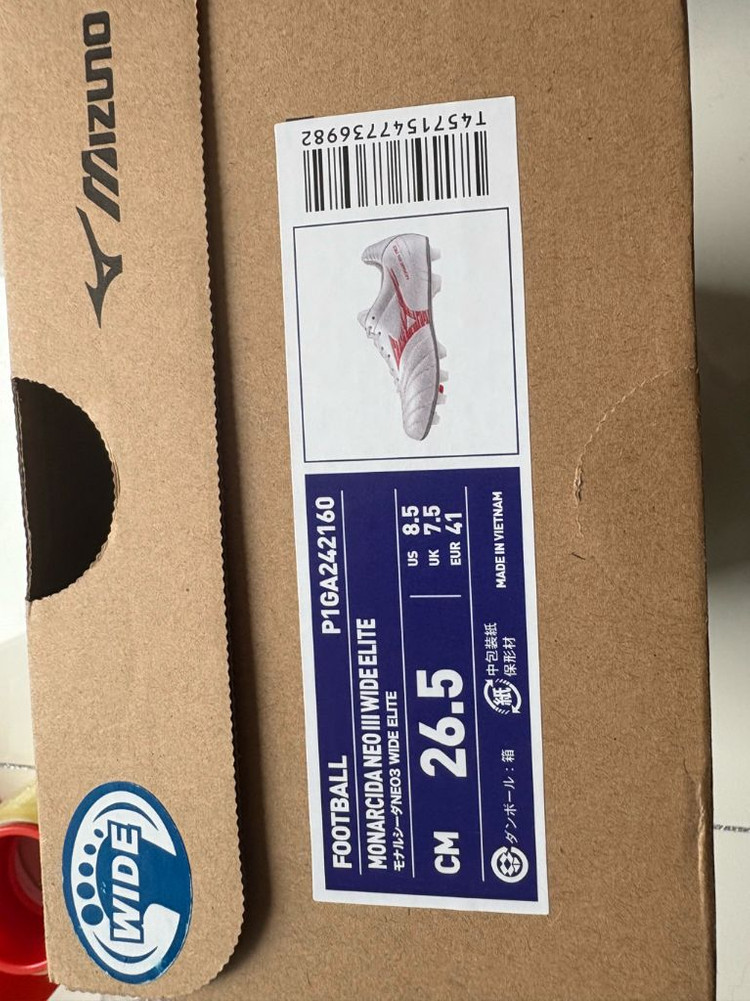 MIZUNO
WIDE
T4571547736982
FOOTBALL P1GA242160
MONARCIDA NEO III WIDE ELITE
モナルシーダNEO3 WIDE ELITE
CM 26.5
US 8.5
UK 7.5
EUR 41
ダンボール：箱
紙
中包装紙
保形材
MADE IN VIETNAM